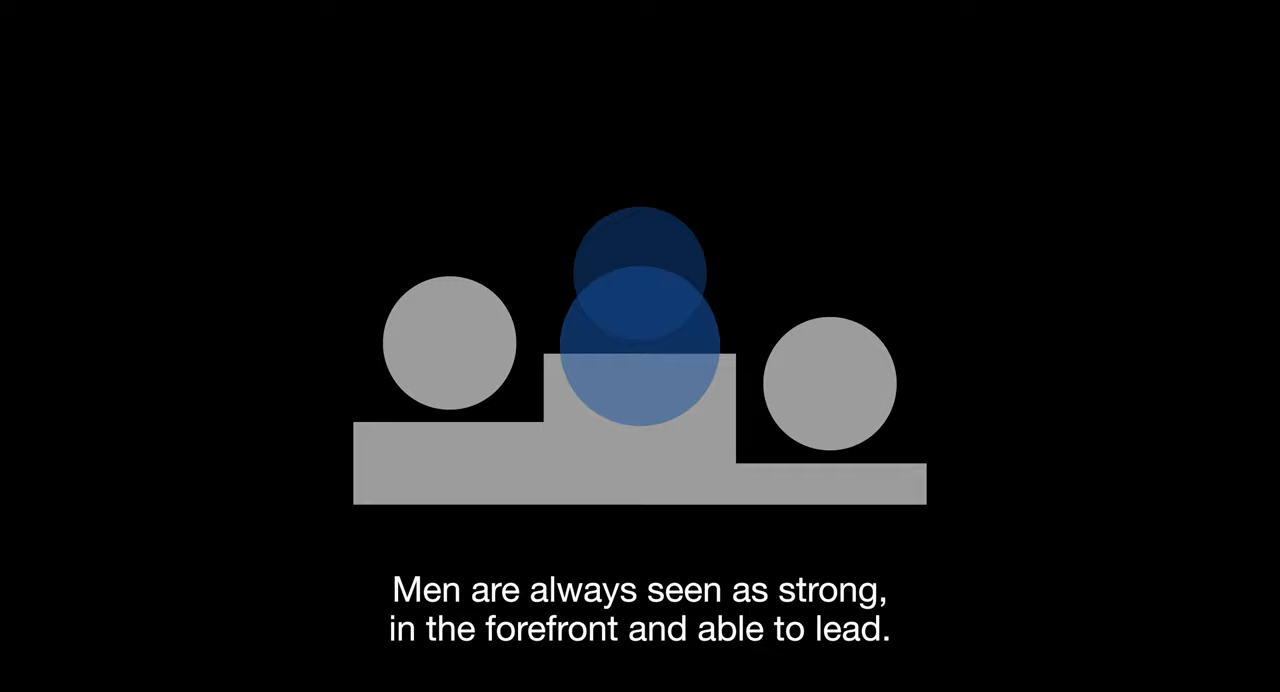 Men are always seen as strong,
in the forefront and able to lead.